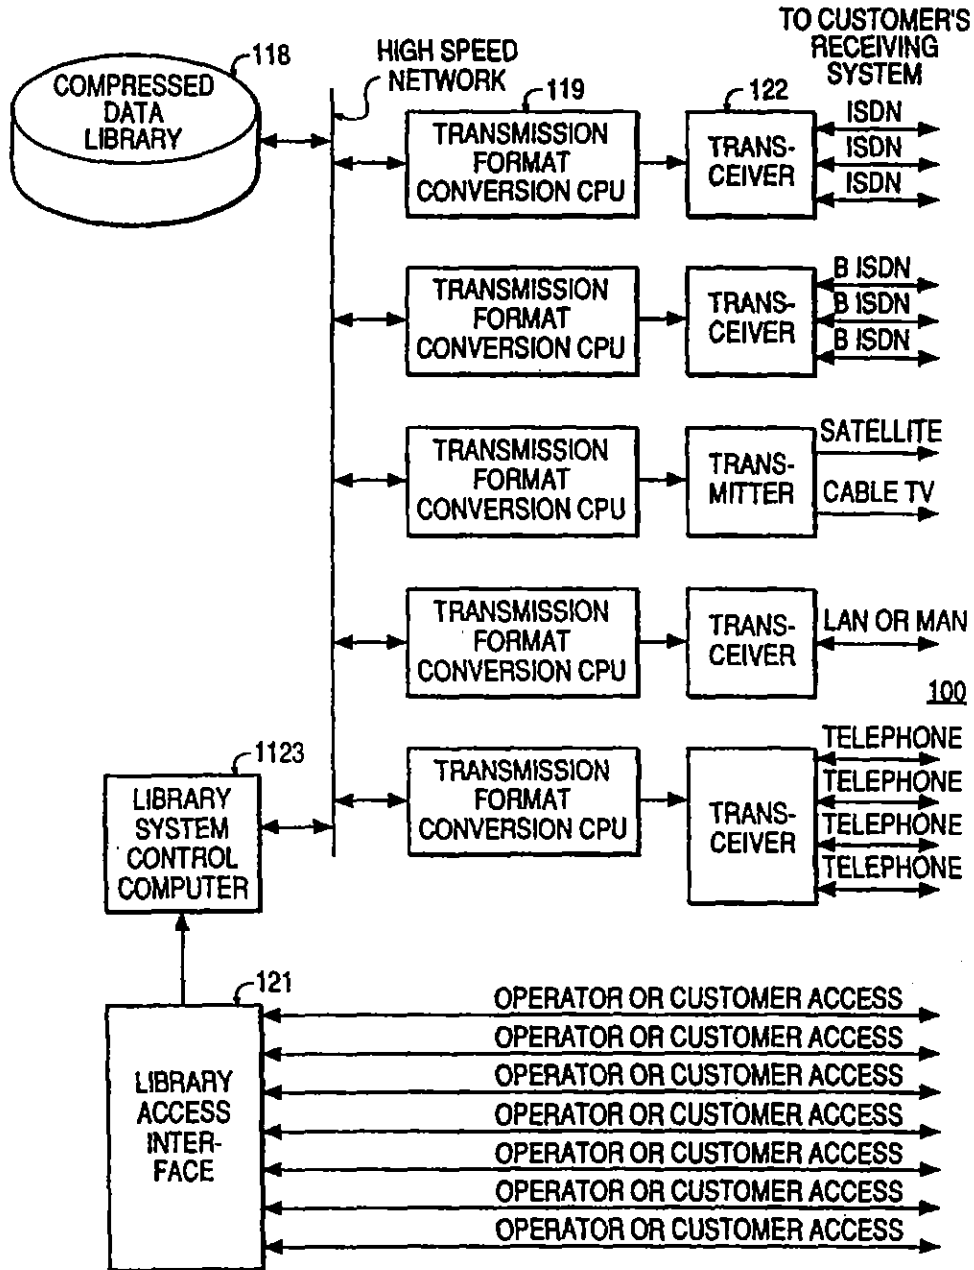 COMPRESSED
DATA
LIBRARY
118
HIGH SPEED
NETWORK
119
TRANSMISSION
FORMAT
CONVERSION CPU
122
TRANS-
CEIVER
TO CUSTOMER'S
RECEIVING
SYSTEM
ISDN
ISDN
ISDN
TRANSMISSION
FORMAT
CONVERSION CPU
TRANS-
CEIVER
B ISDN
B ISDN
B ISDN
TRANSMISSION
FORMAT
CONVERSION CPU
TRANS-
MITTER
SATELLITE
CABLE TV
TRANSMISSION
FORMAT
CONVERSION CPU
TRANS-
CEIVER
LAN OR MAN
100
TRANSMISSION
FORMAT
CONVERSION CPU
TRANS-
CEIVER
TELEPHONE
TELEPHONE
TELEPHONE
TELEPHONE
1123
LIBRARY
SYSTEM
CONTROL
COMPUTER
121
LIBRARY
ACCESS
INTER-
FACE
OPERATOR OR CUSTOMER ACCESS
OPERATOR OR CUSTOMER ACCESS
OPERATOR OR CUSTOMER ACCESS
OPERATOR OR CUSTOMER ACCESS
OPERATOR OR CUSTOMER ACCESS
OPERATOR OR CUSTOMER ACCESS
OPERATOR OR CUSTOMER ACCESS